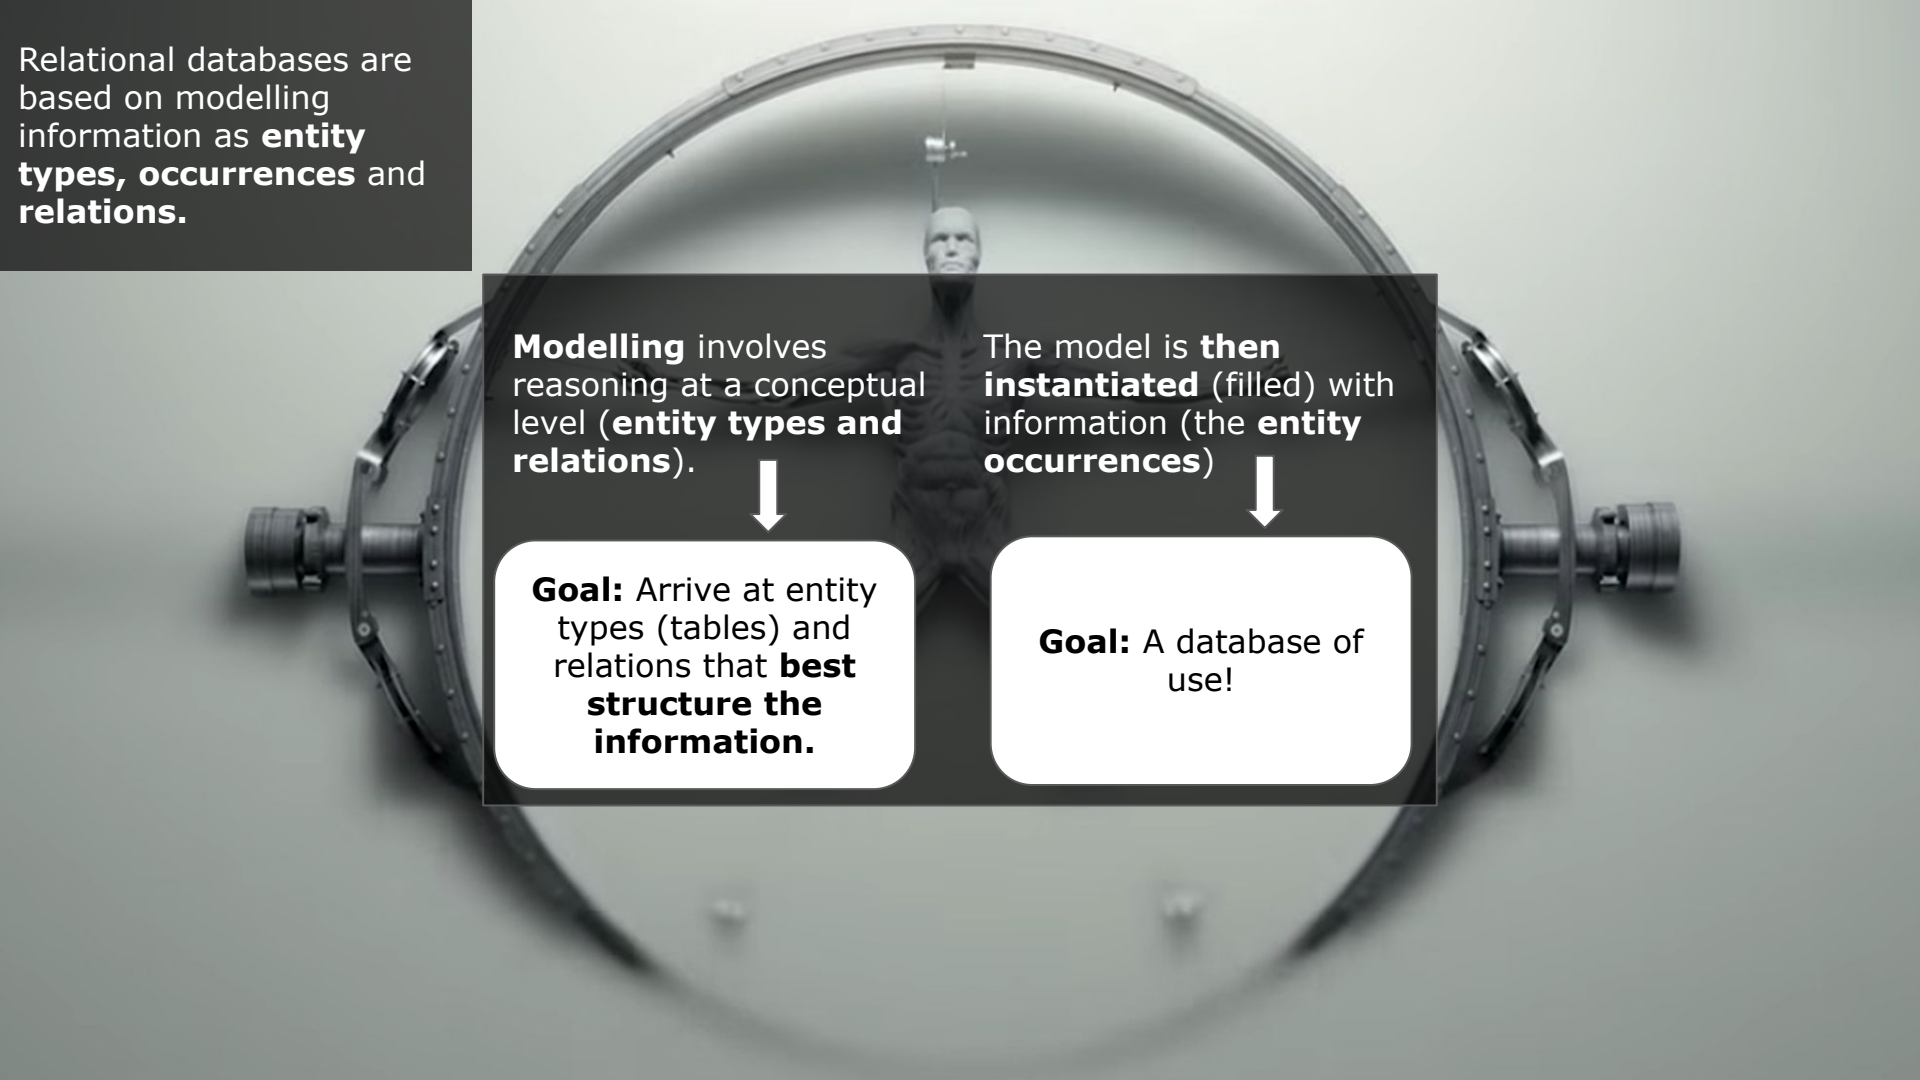 Relational databases are
based on modelling
information as entity
types, occurrences and
relations.
Modelling involves
reasoning at a conceptual
level (entity types and
relations).
The model is then
instantiated (filled) with
information (the entity
occurrences)
Goal: Arrive at entity
types (tables) and
relations that best
structure the
information.
Goal: A database of
use!